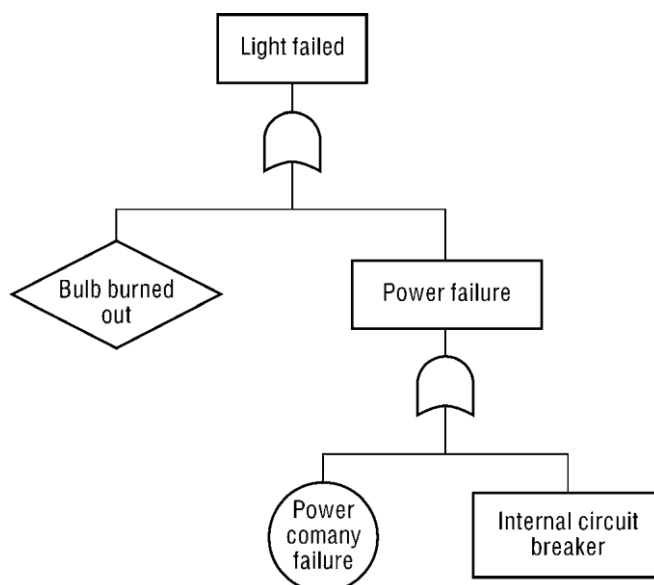 Light failed
Bulb burned
out
Power failure
Power
comany
failure
Internal circuit
breaker